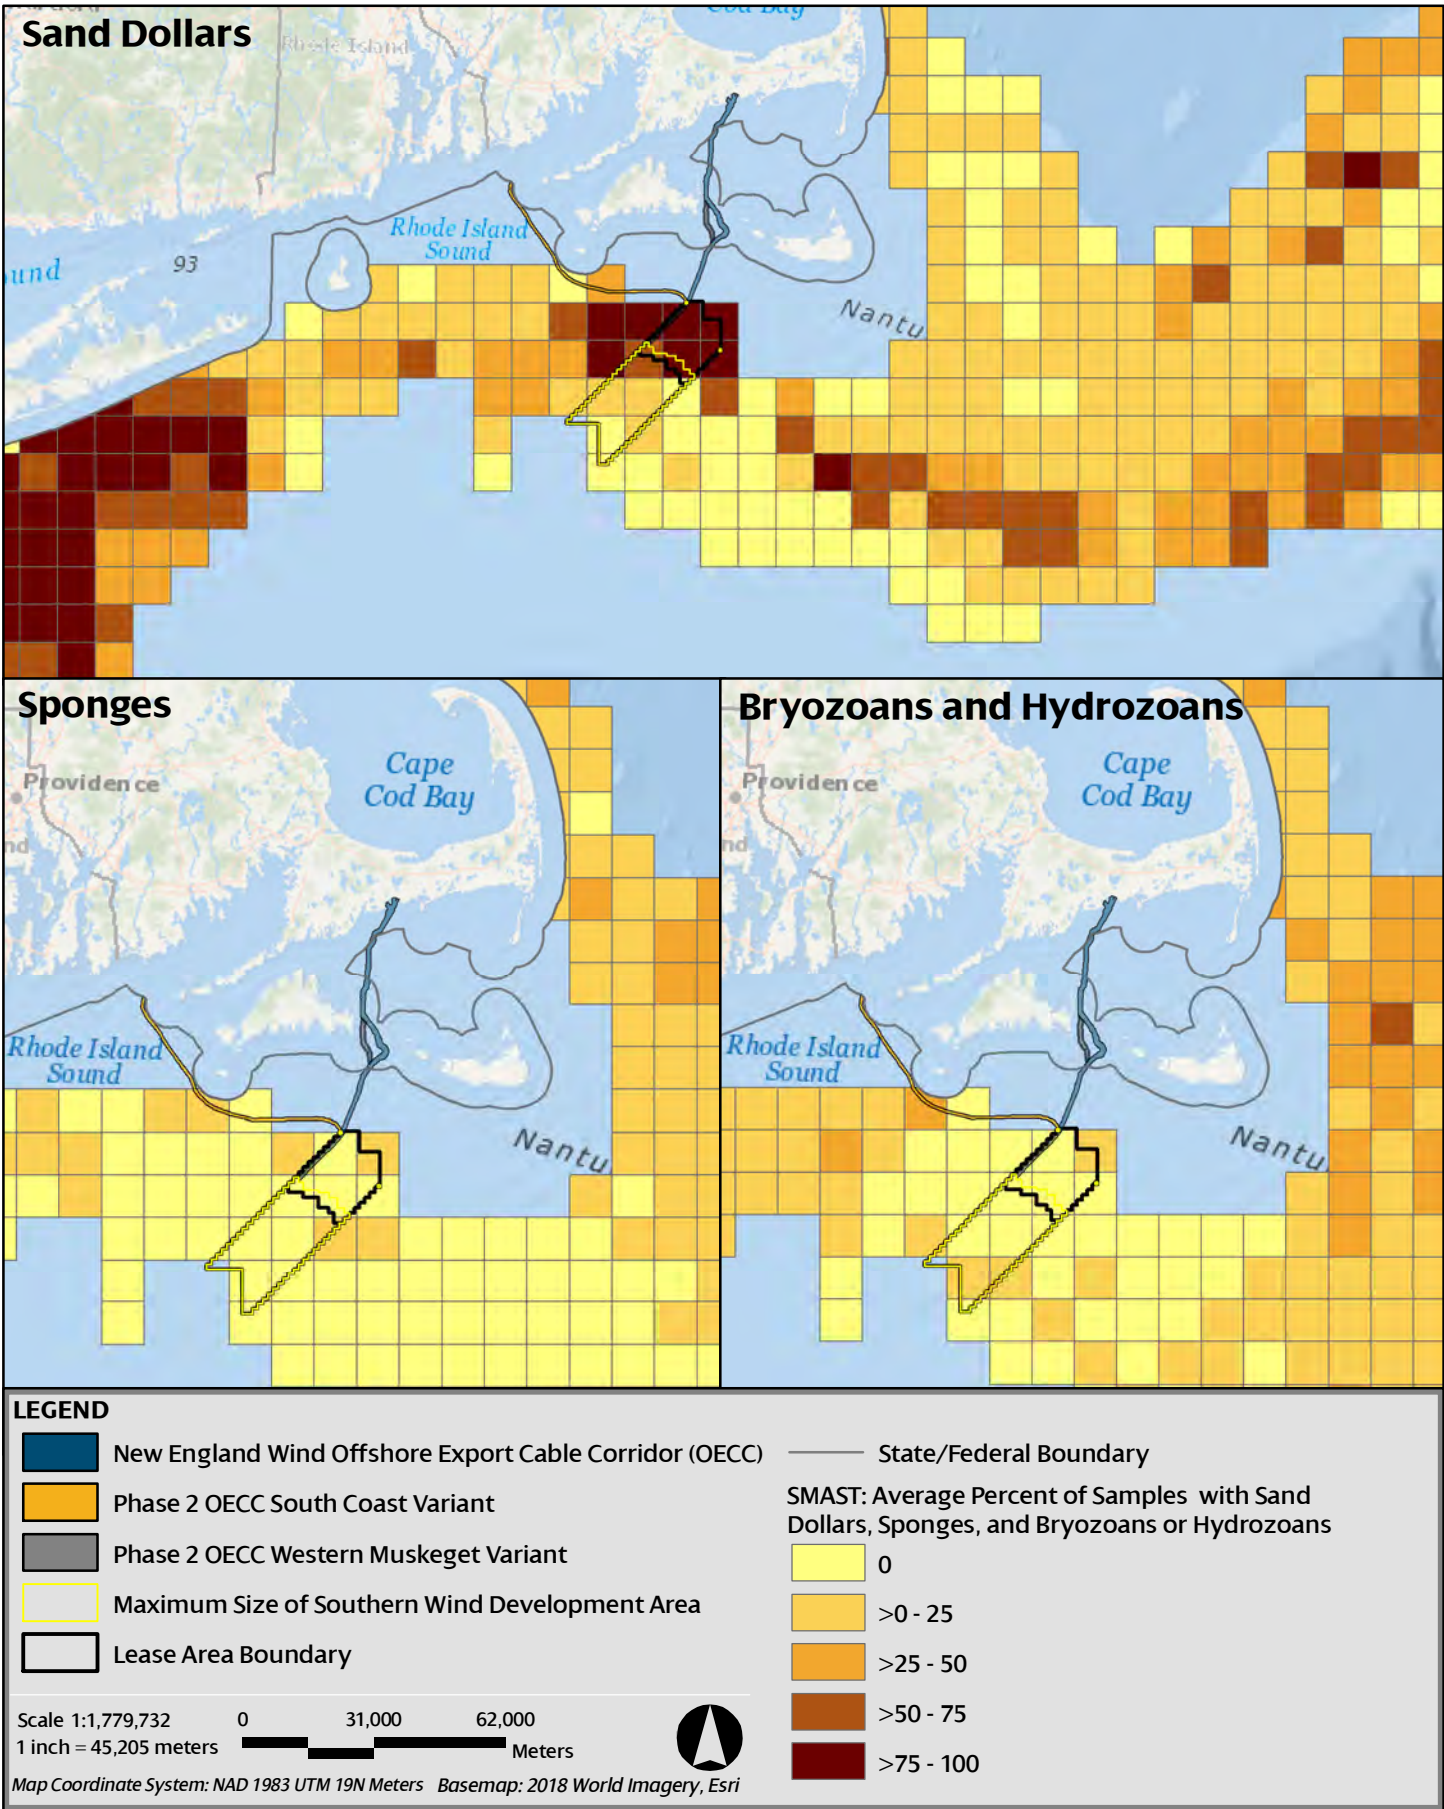 Sand Dollars
Cod Bay
Rhode Island
Rhode Island
Sound
93
ound
Nantu
Sponges
Cape
Cod Bay
Providence
nd
Rhode Island
Sound
Nantu
Bryozoans and Hydrozoans
Cape
Cod Bay
Providence
nd
Rhode Island
Sound
Nantu
LEGEND
New England Wind Offshore Export Cable Corridor (OECC)
Phase 2 OECC South Coast Variant
Phase 2 OECC Western Muskeget Variant
Maximum Size of Southern Wind Development Area
Lease Area Boundary
State/Federal Boundary
SMAST: Average Percent of Samples with Sand
Dollars, Sponges, and Bryozoans or Hydrozoans
0
>0 - 25
>25 - 50
>50 - 75
>75 - 100
Scale 1:1,779,732
1 inch = 45,205 meters
0 31,000 62,000
Meters
Map Coordinate System: NAD 1983 UTM 19N Meters Basemap: 2018 World Imagery, Esri